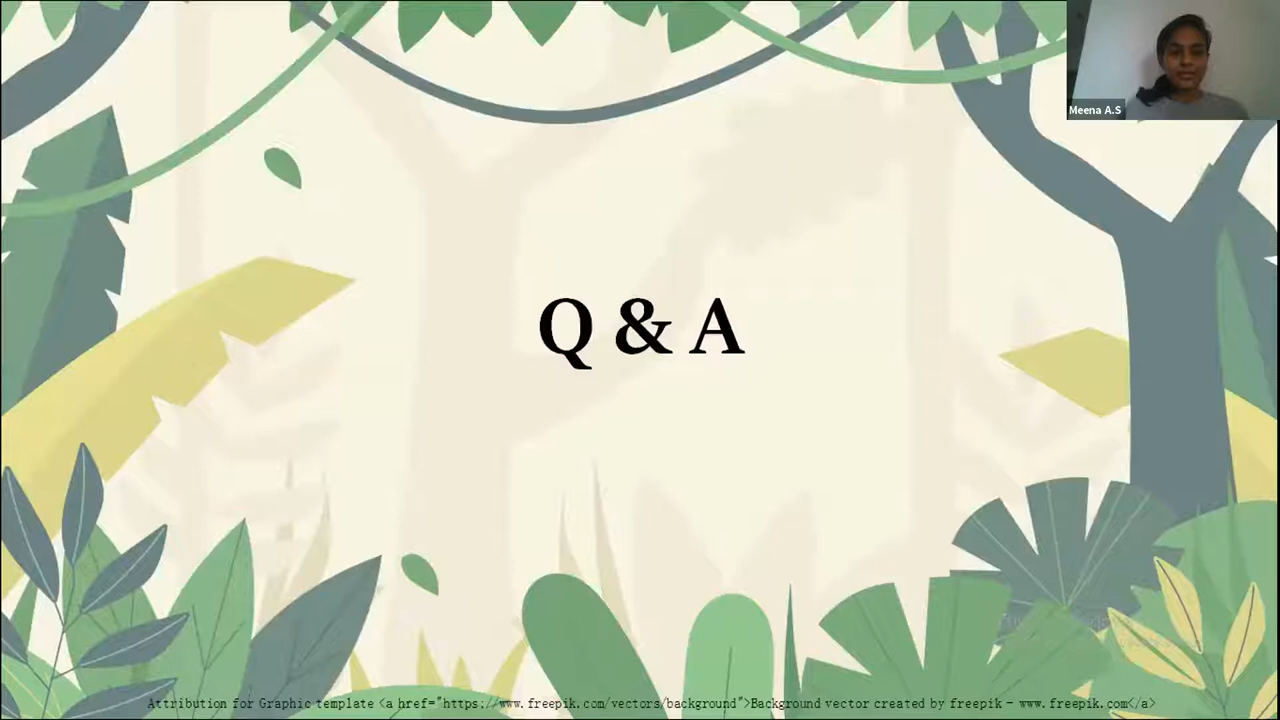 Meena A.S
Q & A
Attribution for Graphic template <a href="https://www.freepik.com/vectors/background">Background vector created by freepik - www.freepik.com</a>